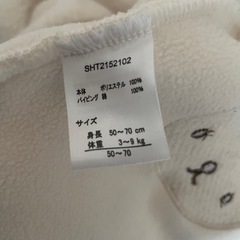 SHT2152102
本体 ポリエステル 100%
パイピング 綿 100%
サイズ
身長 50~70 cm
体重 3~9 kg
50~70